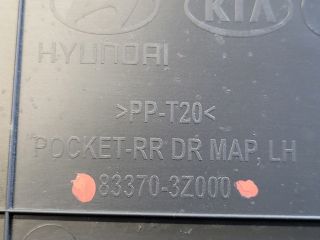 KIA
HYUNDAI
>PP-T20<
POCKET-RR DR MAP, LH
83370-3Z000